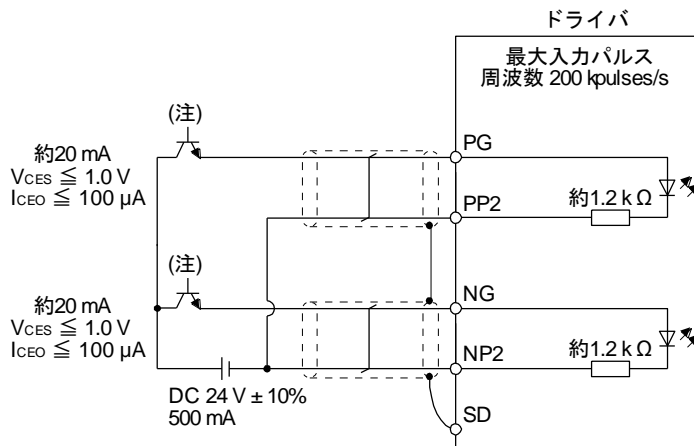 ドライバ
最大入力パルス
周波数 200 kpulses/s
(注)
約20 mA
VCES ≦ 1.0 V
ICEO ≦ 100 µA
PG
PP2
約1.2 k Ω
(注)
約20 mA
VCES ≦ 1.0 V
ICEO ≦ 100 µA
NG
NP2
約1.2 k Ω
DC 24 V ± 10%
500 mA
SD